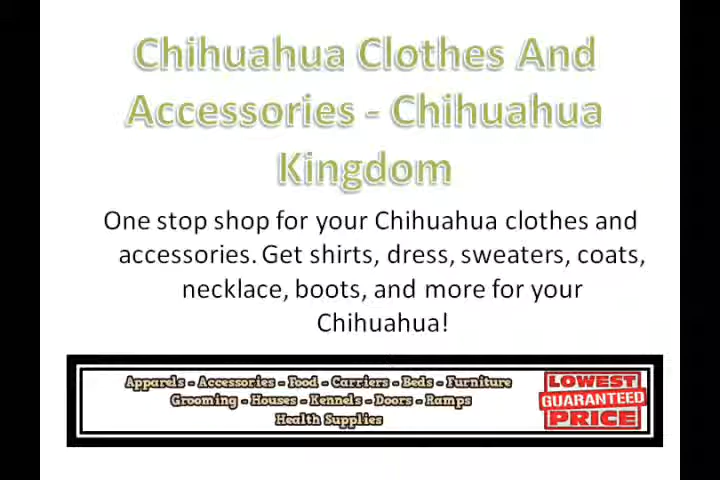 Chihuahua Clothes And
Accessories - Chihuahua
Kingdom
One stop shop for your Chihuahua clothes and
accessories. Get shirts, dress, sweaters, coats,
necklace, boots, and more for your
Chihuahua!
Apparels - Accessories - Food - Carriers - Beds - Furniture
Grooming - Houses - Kennels - Doors - Ramps
Health Supplies
LOWEST
GUARANTEED
PRICE